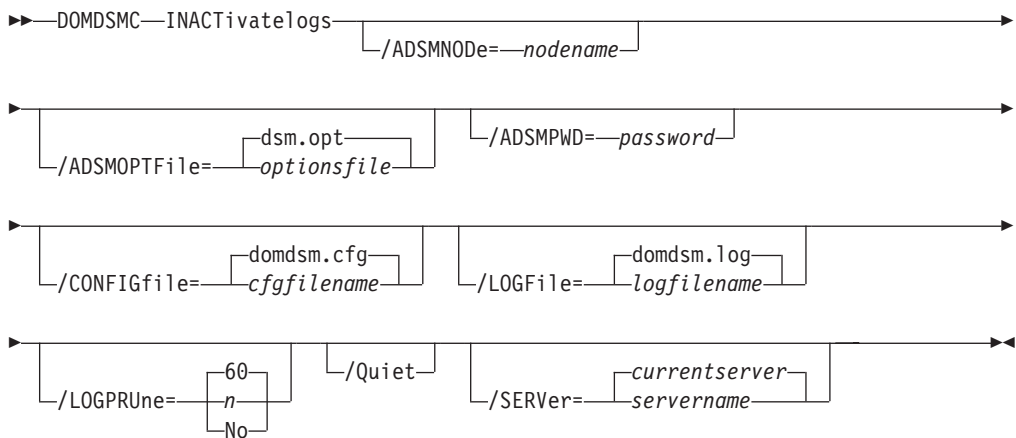 DOMDSMC INACTivatelogs
/ADSMNODe= nodename
dsm.opt
/ADSMOPTFile= optionsfile
/ADSMPWD= password
domdsm.cfg
/CONFIGfile= cfgfilename
domdsm.log
/LOGFile= logfilename
60
/LOGPRUne= n
No
/Quiet
currentserver
/SERVer= servername